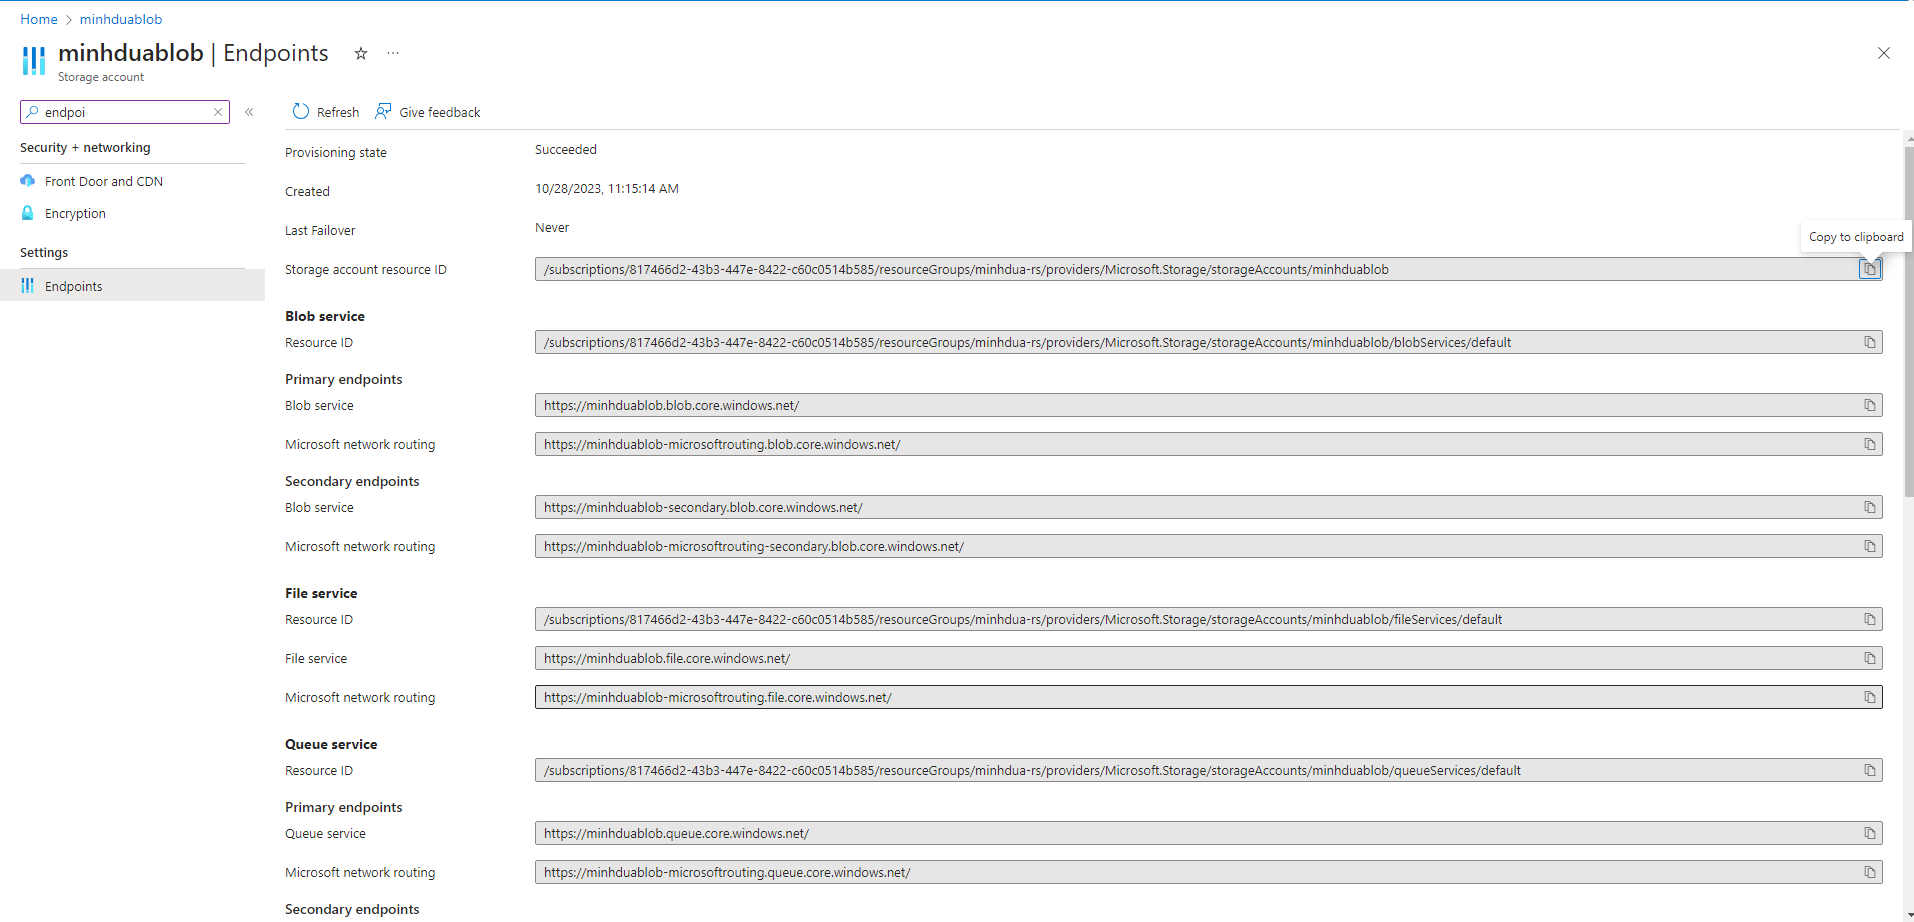 Home > minhduablob
minhduablob | Endpoints ☆ ...
Storage account
endpoi
Security + networking
Front Door and CDN
Encryption
Settings
Endpoints
Refresh Give feedback
Provisioning state Succeeded
Created 10/28/2023, 11:15:14 AM
Last Failover Never
Copy to clipboard
Storage account resource ID /subscriptions/817466d2-43b3-447e-8422-c60c0514b585/resourceGroups/minhdua-rs/providers/Microsoft.Storage/storageAccounts/minhduablob
Blob service
Resource ID /subscriptions/817466d2-43b3-447e-8422-c60c0514b585/resourceGroups/minhdua-rs/providers/Microsoft.Storage/storageAccounts/minhduablob/blobServices/default
Primary endpoints
Blob service https://minhduablob.blob.core.windows.net/
Microsoft network routing https://minhduablob-microsoftrouting.blob.core.windows.net/
Secondary endpoints
Blob service https://minhduablob-secondary.blob.core.windows.net/
Microsoft network routing https://minhduablob-microsoftrouting-secondary.blob.core.windows.net/
File service
Resource ID /subscriptions/817466d2-43b3-447e-8422-c60c0514b585/resourceGroups/minhdua-rs/providers/Microsoft.Storage/storageAccounts/minhduablob/fileServices/default
File service https://minhduablob.file.core.windows.net/
Microsoft network routing https://minhduablob-microsoftrouting.file.core.windows.net/
Queue service
Resource ID /subscriptions/817466d2-43b3-447e-8422-c60c0514b585/resourceGroups/minhdua-rs/providers/Microsoft.Storage/storageAccounts/minhduablob/queueServices/default
Primary endpoints
Queue service https://minhduablob.queue.core.windows.net/
Microsoft network routing https://minhduablob-microsoftrouting.queue.core.windows.net/
Secondary endpoints